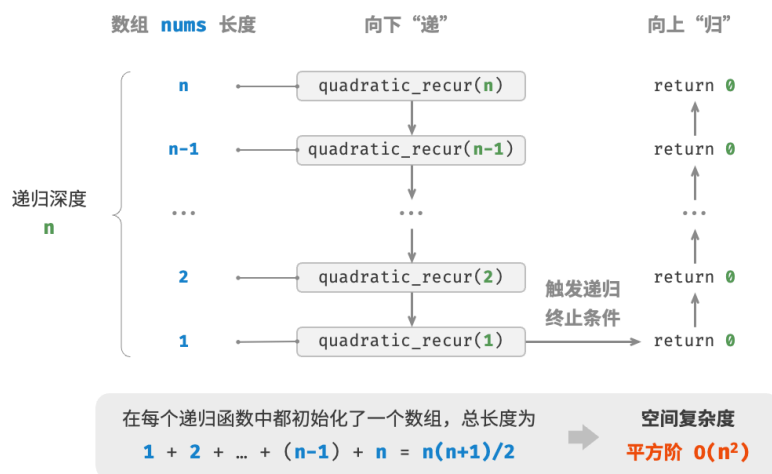 数组 nums 长度 向下“递” 向上“归”
n quadratic_recur(n) return 0
n-1 quadratic_recur(n-1) return 0
递归深度
n
... ... ...
2 quadratic_recur(2) return 0
触发递归
终止条件
1 quadratic_recur(1) return 0
在每个递归函数中都初始化了一个数组，总长度为
1 + 2 + … + (n-1) + n = n(n+1)/2
空间复杂度
平方阶 O(n²)